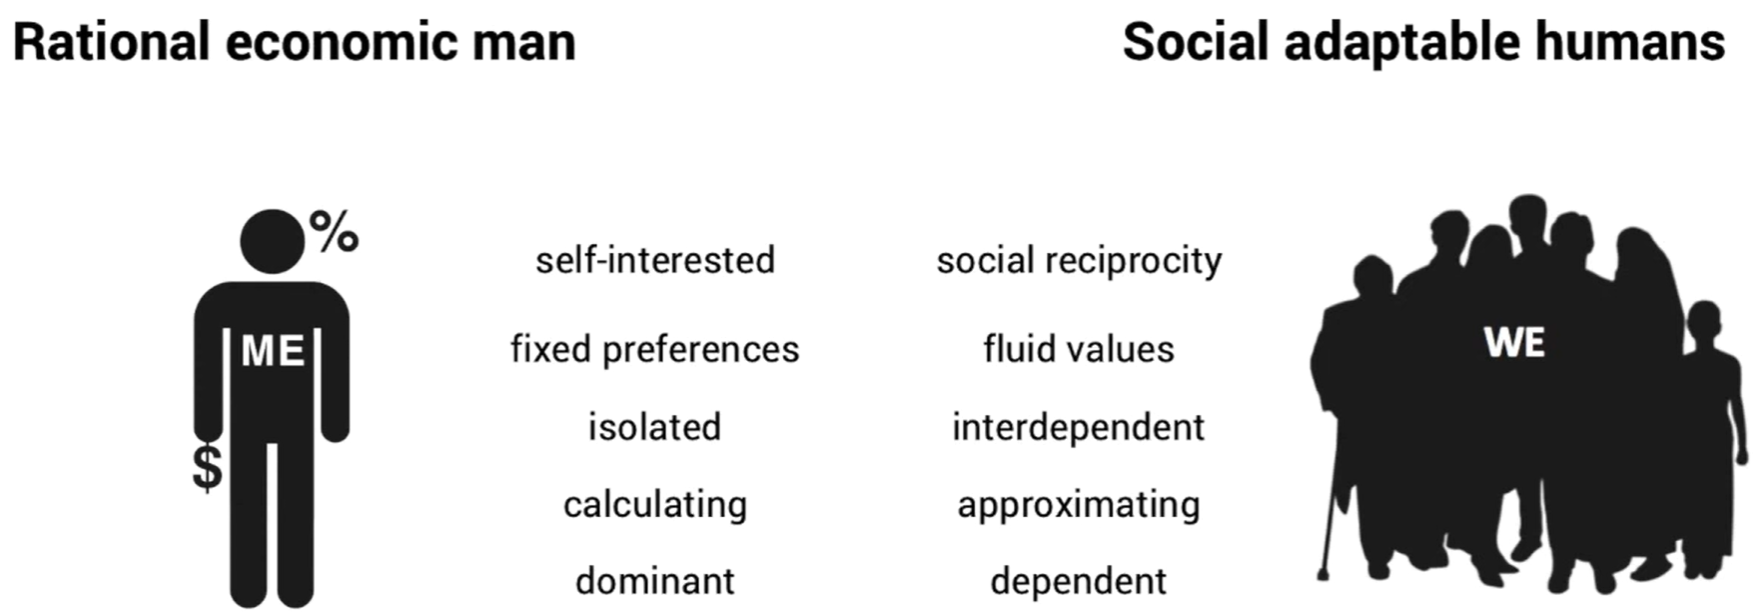 Rational economic man
Social adaptable humans
%
ME
$
self-interested
social reciprocity
fixed preferences
fluid values
isolated
interdependent
calculating
approximating
dominant
dependent
WE